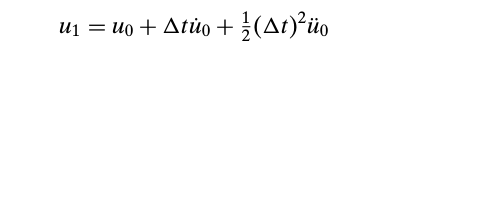 u₁ = u₀ + Δtu̇₀ + ½(Δt)²ü₀